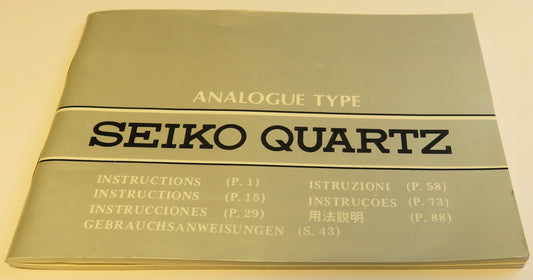 ANALOGUE TYPE
SEIKO QUARTZ
INSTRUCTIONS (P. 1)
INSTRUCTIONS (P. 15)
INSTRUCCIONES (P. 29)
GEBRAUCHSANWEISUNGEN (S. 43)
ISTRUZIONI (P. 58)
INSTRUÇOES (P. 73)
用法説明 (P. 88)